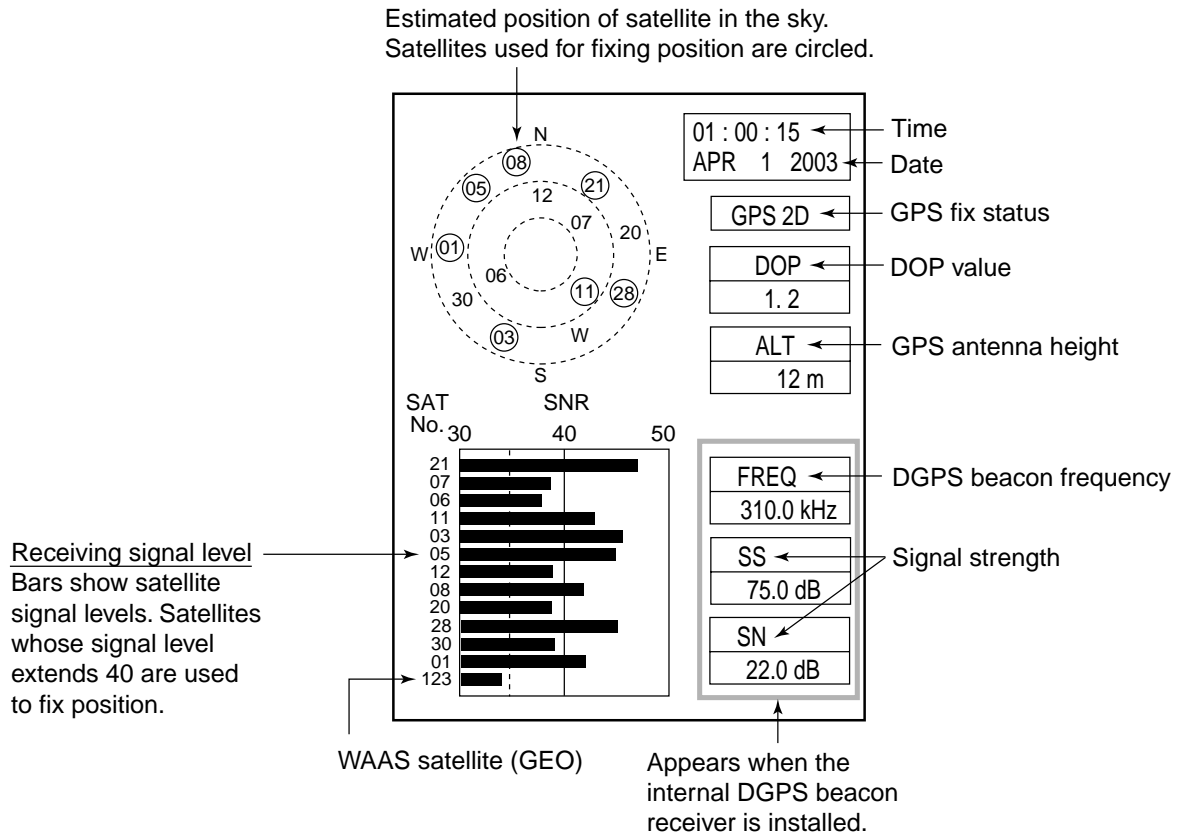 Estimated position of satellite in the sky.
Satellites used for fixing position are circled.
N
08
05
21
12
07
20
W
01
E
06
30
11
28
03
W
S
01 : 00 : 15
Time
APR 1 2003
Date
GPS 2D
GPS fix status
DOP
DOP value
1. 2
ALT
GPS antenna height
12 m
SAT
No.
SNR
30 40 50
21
07
06
11
03
05
12
08
20
28
30
01
123
FREQ
DGPS beacon frequency
310.0 kHz
SS
Signal strength
75.0 dB
SN
22.0 dB
Receiving signal level
Bars show satellite
signal levels. Satellites
whose signal level
extends 40 are used
to fix position.
WAAS satellite (GEO)
Appears when the
internal DGPS beacon
receiver is installed.